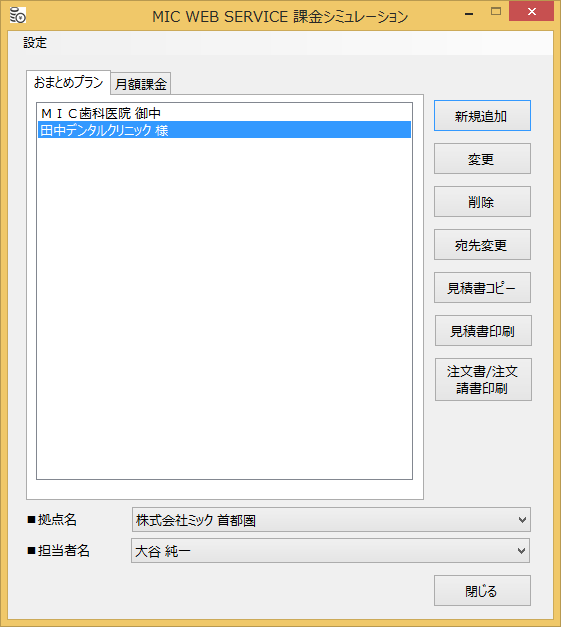 MIC WEB SERVICE 課金シミュレーション
設定
おまとめプラン 月額課金
ＭＩＣ歯科医院 御中
田中デンタルクリニック 様
新規追加
変更
削除
宛先変更
見積書コピー
見積書印刷
注文書/注文
請書印刷
■拠点名 株式会社ミック 首都圏
■担当者名 大谷 純一
閉じる